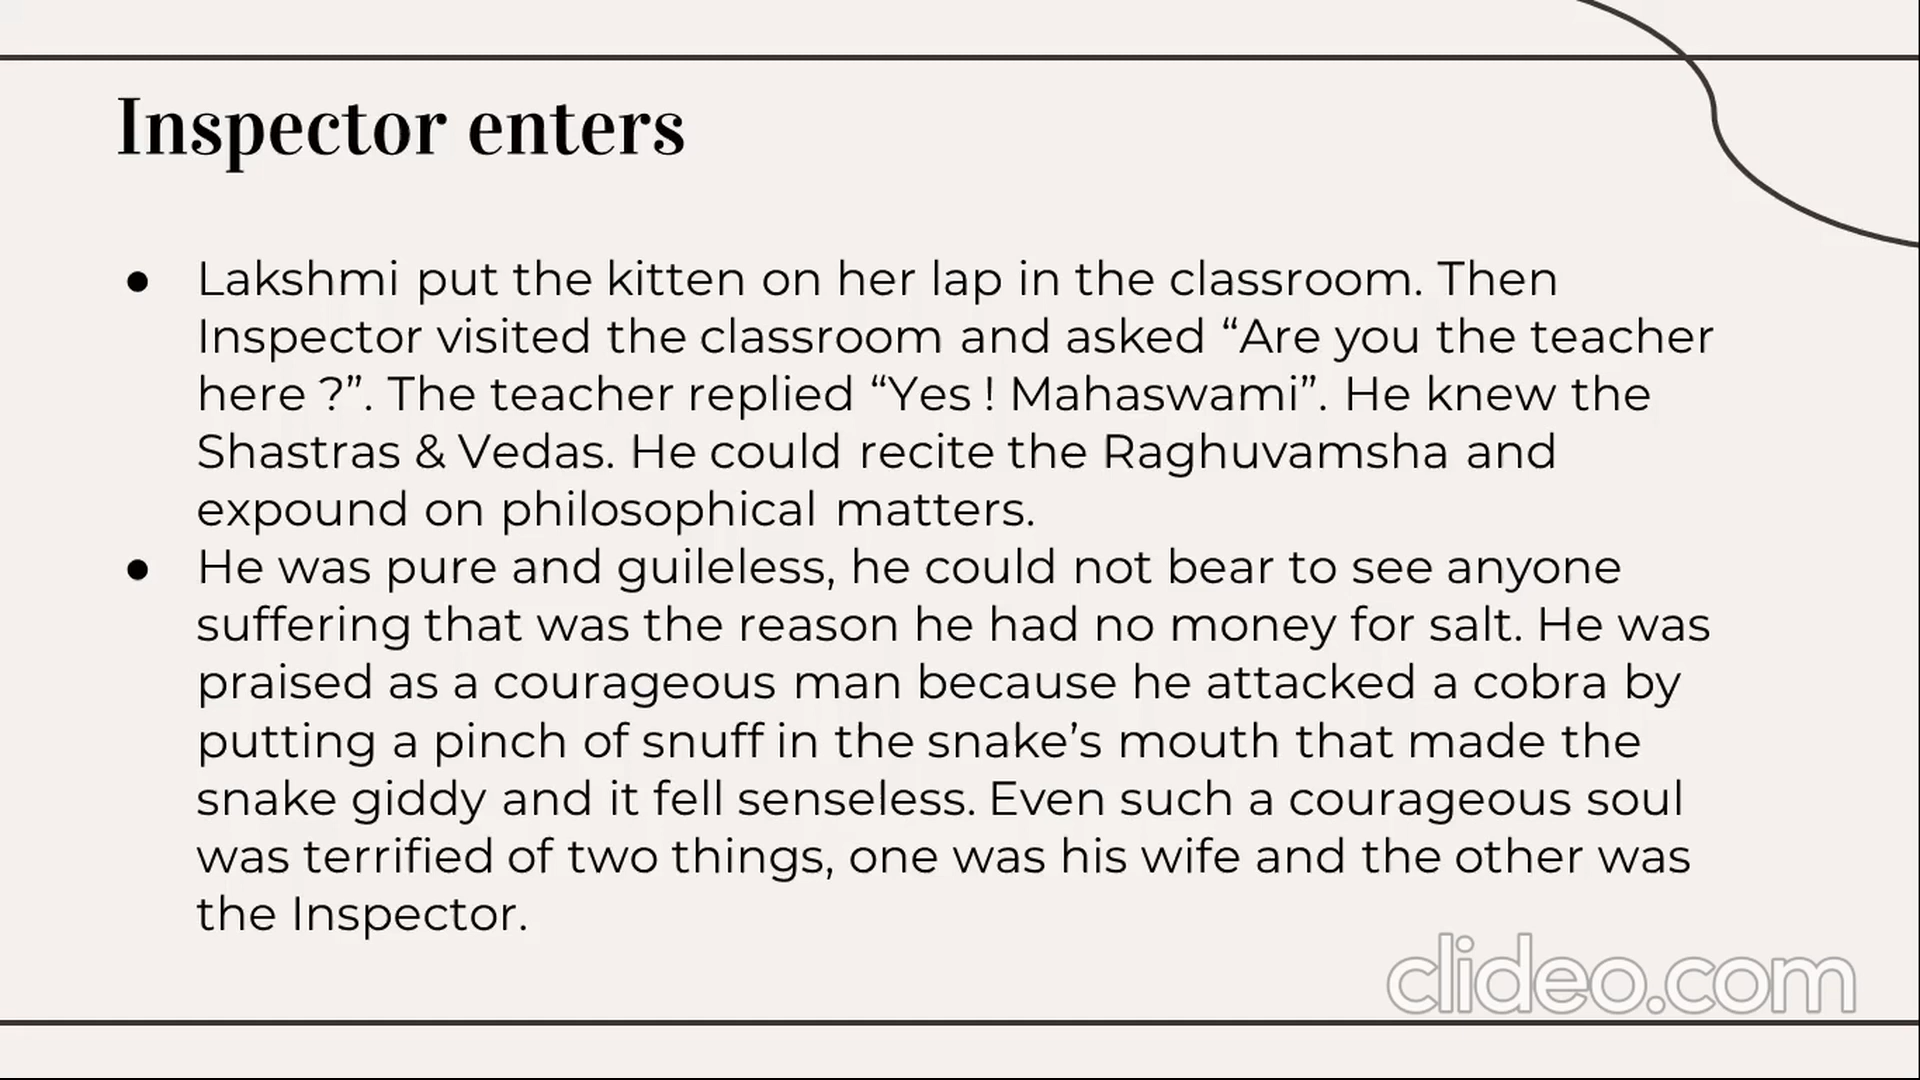 Inspector enters
● Lakshmi put the kitten on her lap in the classroom. Then
Inspector visited the classroom and asked “Are you the teacher
here ?”. The teacher replied “Yes ! Mahaswami”. He knew the
Shastras & Vedas. He could recite the Raghuvamsha and
expound on philosophical matters.
● He was pure and guileless, he could not bear to see anyone
suffering that was the reason he had no money for salt. He was
praised as a courageous man because he attacked a cobra by
putting a pinch of snuff in the snake’s mouth that made the
snake giddy and it fell senseless. Even such a courageous soul
was terrified of two things, one was his wife and the other was
the Inspector.
clideo.com